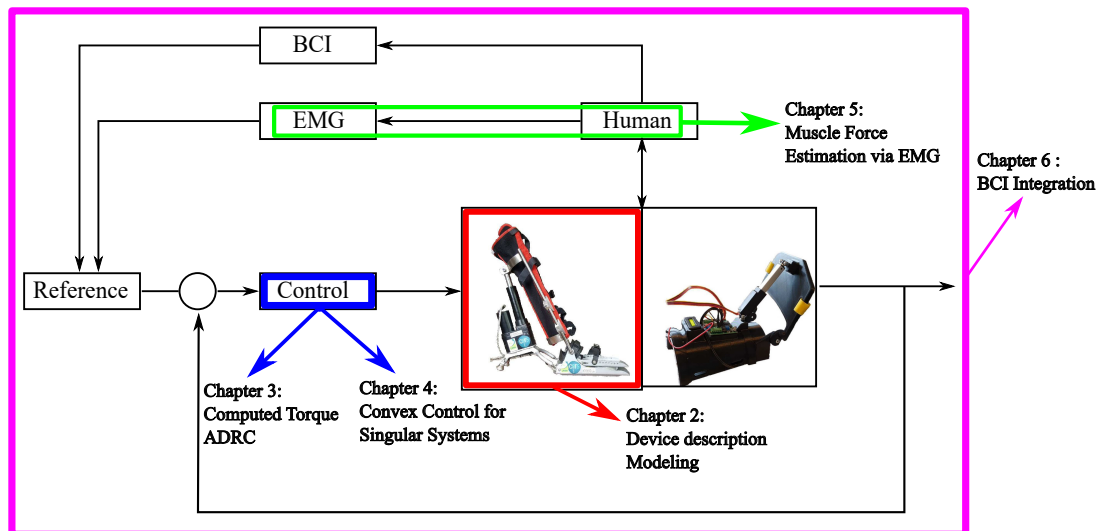 BCI
EMG
Human
Chapter 5:
Muscle Force
Estimation via EMG
Chapter 6 :
BCI Integration
Reference
Control
Chapter 3:
Computed Torque
ADRC
Chapter 4:
Convex Control for
Singular Systems
Chapter 2:
Device description
Modeling